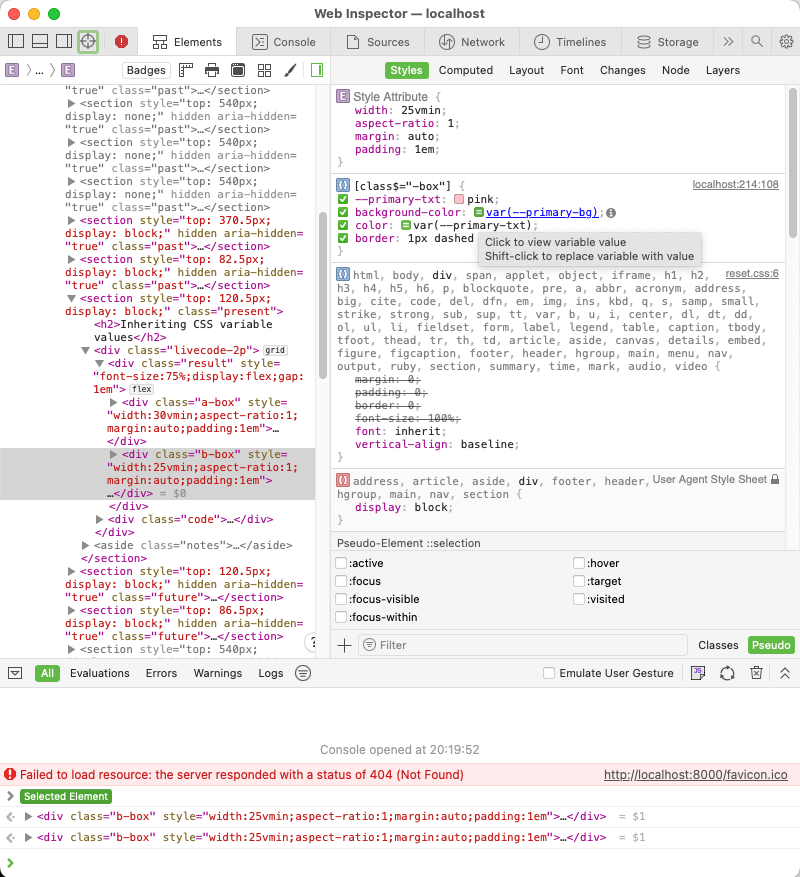 Web Inspector — localhost
Elements
Console
Sources
Network
Timelines
Storage
E
...
E
Badges
Styles
Computed
Layout
Font
Changes
Node
Layers
"true" class="past">…</section>
<section style="top: 540px;
display: none;" hidden aria-hidden=
"true" class="past">…</section>
<section style="top: 540px;
display: none;" hidden aria-hidden=
"true" class="past">…</section>
<section style="top: 540px;
display: none;" hidden aria-hidden=
"true" class="past">…</section>
<section style="top: 370.5px;
display: block;" hidden aria-hidden=
"true" class="past">…</section>
<section style="top: 82.5px;
display: block;" hidden aria-hidden=
"true" class="past">…</section>
<section style="top: 120.5px;
display: block;" class="present">
<h2>Inheriting CSS variable
values</h2>
<div class="livecode-2p"> grid
<div class="result" style=
"font-size:75%;display:flex;gap:
1em"> flex
<div class="a-box" style=
"width:30vmin;aspect-ratio:1;
margin:auto;padding:1em">…
</div>
<div class="b-box" style=
"width:25vmin;aspect-ratio:1;
margin:auto;padding:1em">
…</div> = $0
</div>
<div class="code">…</div>
</div>
<aside class="notes">…</aside>
</section>
<section style="top: 120.5px;
display: block;" hidden aria-hidden=
"true" class="future">…</section>
<section style="top: 86.5px;
display: block;" hidden aria-hidden=
"true" class="future">…</section>
<section style="top: 540px;
?
E Style Attribute {
width: 25vmin;
aspect-ratio: 1;
margin: auto;
padding: 1em;
}
[class$="-box"] {
localhost:214:108
--primary-txt: pink;
background-color: var(--primary-bg);
color: var(--primary-txt);
border: 1px dashed
}
Click to view variable value
Shift-click to replace variable with value
html, body, div, span, applet, object, iframe, h1, h2,
reset.css:6
h3, h4, h5, h6, p, blockquote, pre, a, abbr, acronym, address,
big, cite, code, del, dfn, em, img, ins, kbd, q, s, samp, small,
strike, strong, sub, sup, tt, var, b, u, i, center, dl, dt, dd,
ol, ul, li, fieldset, form, label, legend, table, caption, tbody,
tfoot, thead, tr, th, td, article, aside, canvas, details, embed,
figure, figcaption, footer, header, hgroup, main, menu, nav,
output, ruby, section, summary, time, mark, audio, video {
margin: 0;
padding: 0;
border: 0;
font-size: 100%;
font: inherit;
vertical-align: baseline;
}
address, article, aside, div, footer, header,
User Agent Style Sheet
hgroup, main, nav, section {
display: block;
}
Pseudo-Element ::selection
:active
:hover
:focus
:target
:focus-visible
:visited
:focus-within
Filter
Classes
Pseudo
All
Evaluations
Errors
Warnings
Logs
Emulate User Gesture
JS
Console opened at 20:19:52
Failed to load resource: the server responded with a status of 404 (Not Found)
http://localhost:8000/favicon.ico
Selected Element
<div class="b-box" style="width:25vmin;aspect-ratio:1;margin:auto;padding:1em">…</div> = $1
<div class="b-box" style="width:25vmin;aspect-ratio:1;margin:auto;padding:1em">…</div> = $1